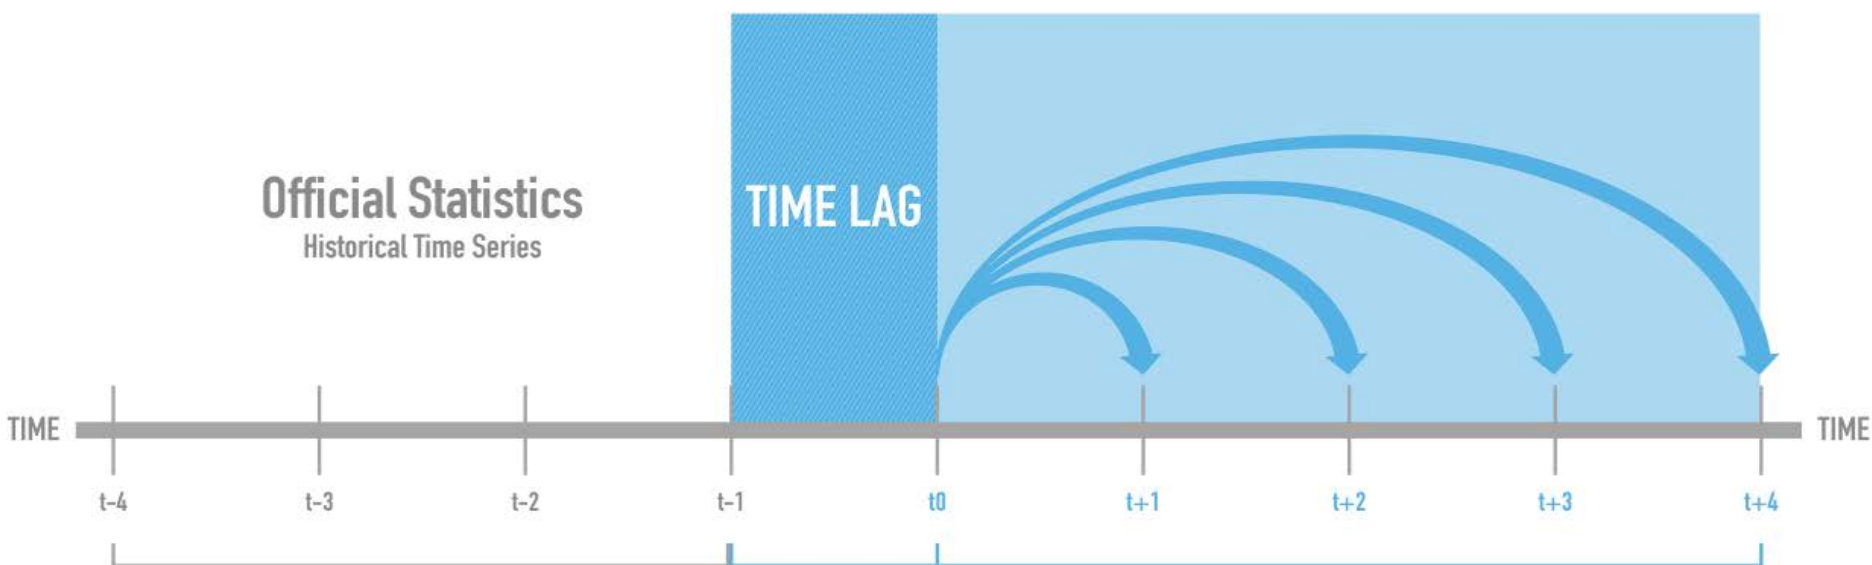 Official Statistics
Historical Time Series
TIME LAG
TIME
TIME
t-4
t-3
t-2
t-1
t0
t+1
t+2
t+3
t+4